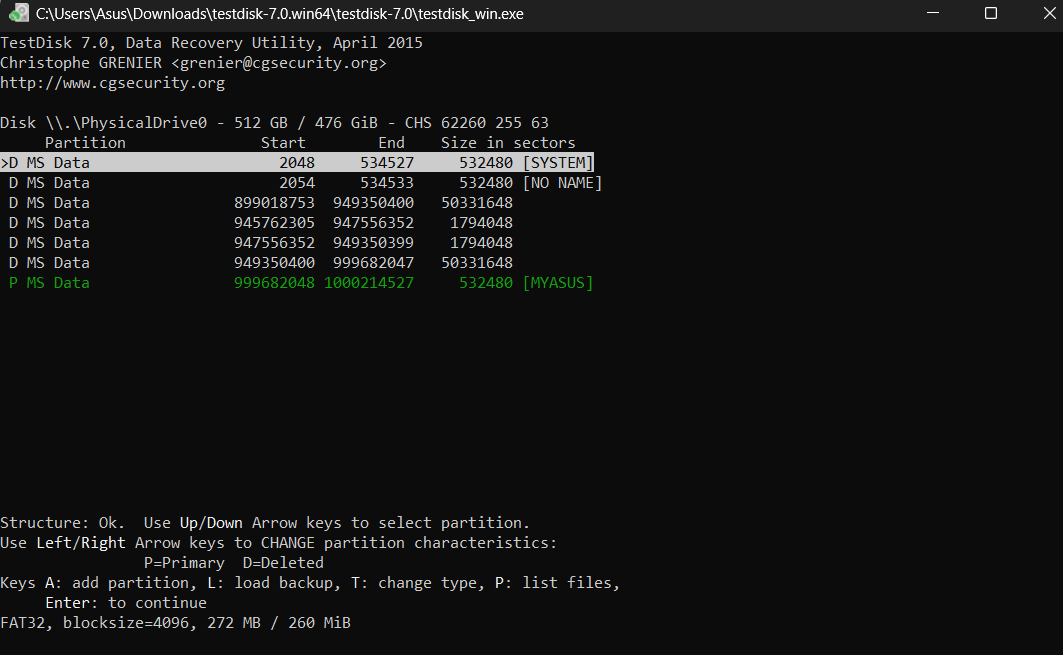 C:\Users\Asus\Downloads\testdisk-7.0.win64\testdisk-7.0\testdisk_win.exe
TestDisk 7.0, Data Recovery Utility, April 2015
Christophe GRENIER <grenier@cgsecurity.org>
http://www.cgsecurity.org
Disk \\.\PhysicalDrive0 - 512 GB / 476 GiB - CHS 62260 255 63
     Partition               Start        End    Size in sectors
>D MS Data                     2048     534527     532480 [SYSTEM]
 D MS Data                     2054     534533     532480 [NO NAME]
 D MS Data                899018753  949350400   50331648
 D MS Data                945762305  947556352    1794048
 D MS Data                947556352  949350399    1794048
 D MS Data                949350400  999682047   50331648
 P MS Data                999682048 1000214527     532480 [MYASUS]
Structure: Ok.  Use Up/Down Arrow keys to select partition.
Use Left/Right Arrow keys to CHANGE partition characteristics:
                P=Primary  D=Deleted
Keys A: add partition, L: load backup, T: change type, P: list files,
     Enter: to continue
FAT32, blocksize=4096, 272 MB / 260 MiB